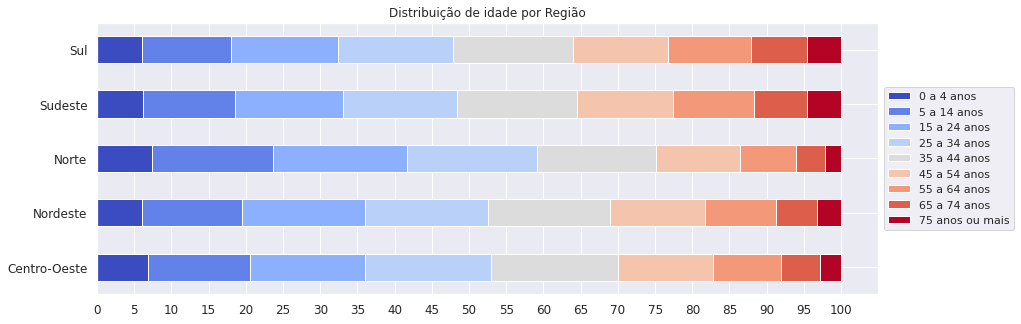 Distribuição de idade por Região
Sul
Sudeste
Norte
Nordeste
Centro-Oeste
0 5 10 15 20 25 30 35 40 45 50 55 60 65 70 75 80 85 90 95 100
0 a 4 anos
5 a 14 anos
15 a 24 anos
25 a 34 anos
35 a 44 anos
45 a 54 anos
55 a 64 anos
65 a 74 anos
75 anos ou mais